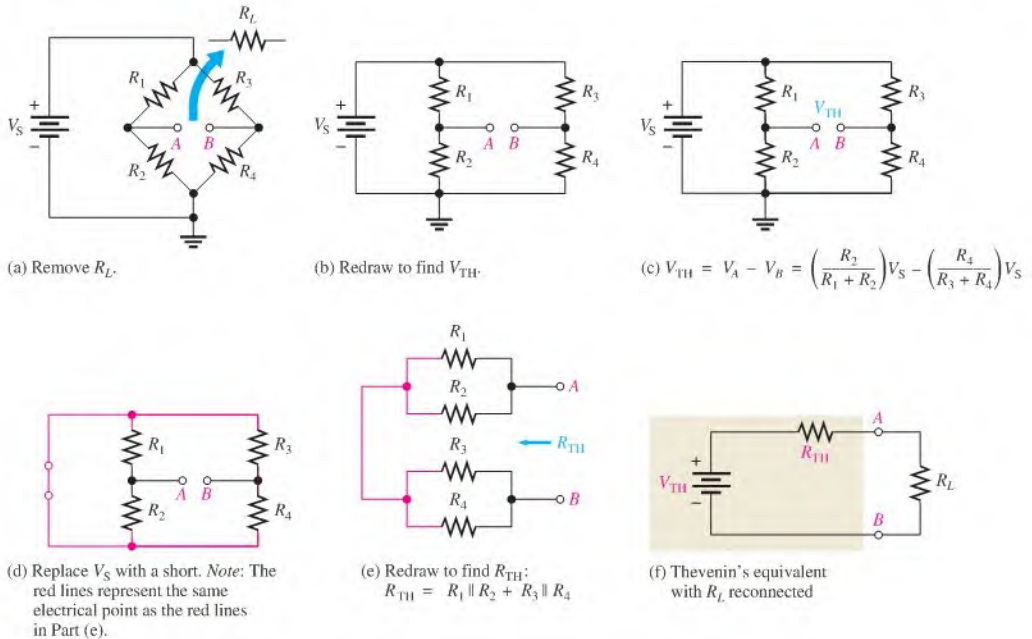 R_L
R_1 R_3
+
V_S
−
A B
R_2 R_4
(a) Remove R_L.
+
V_S
−
R_1 R_3
A B
R_2 R_4
(b) Redraw to find V_TH.
+
V_S
−
R_1 V_TH R_3
A B
R_2 R_4
(c) V_TH = V_A − V_B = (R_2 / (R_1 + R_2))V_S − (R_4 / (R_3 + R_4))V_S
R_1 R_3
A B
R_2 R_4
(d) Replace V_S with a short. Note: The
red lines represent the same
electrical point as the red lines
in Part (e).
R_1
A
R_2
R_3 R_TH
R_4 B
(e) Redraw to find R_TH:
R_TH = R_1 ∥ R_2 + R_3 ∥ R_4
A
R_TH
+
V_TH R_L
−
B
(f) Thevenin's equivalent
with R_L reconnected